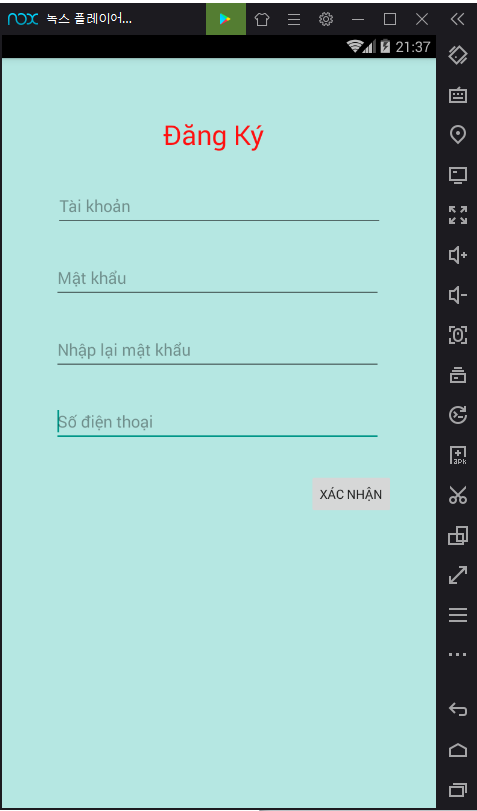 nox 녹스 플레이어...
21:37
Đăng Ký
Tài khoản
Mật khẩu
Nhập lại mật khẩu
Số điện thoại
XÁC NHẬN